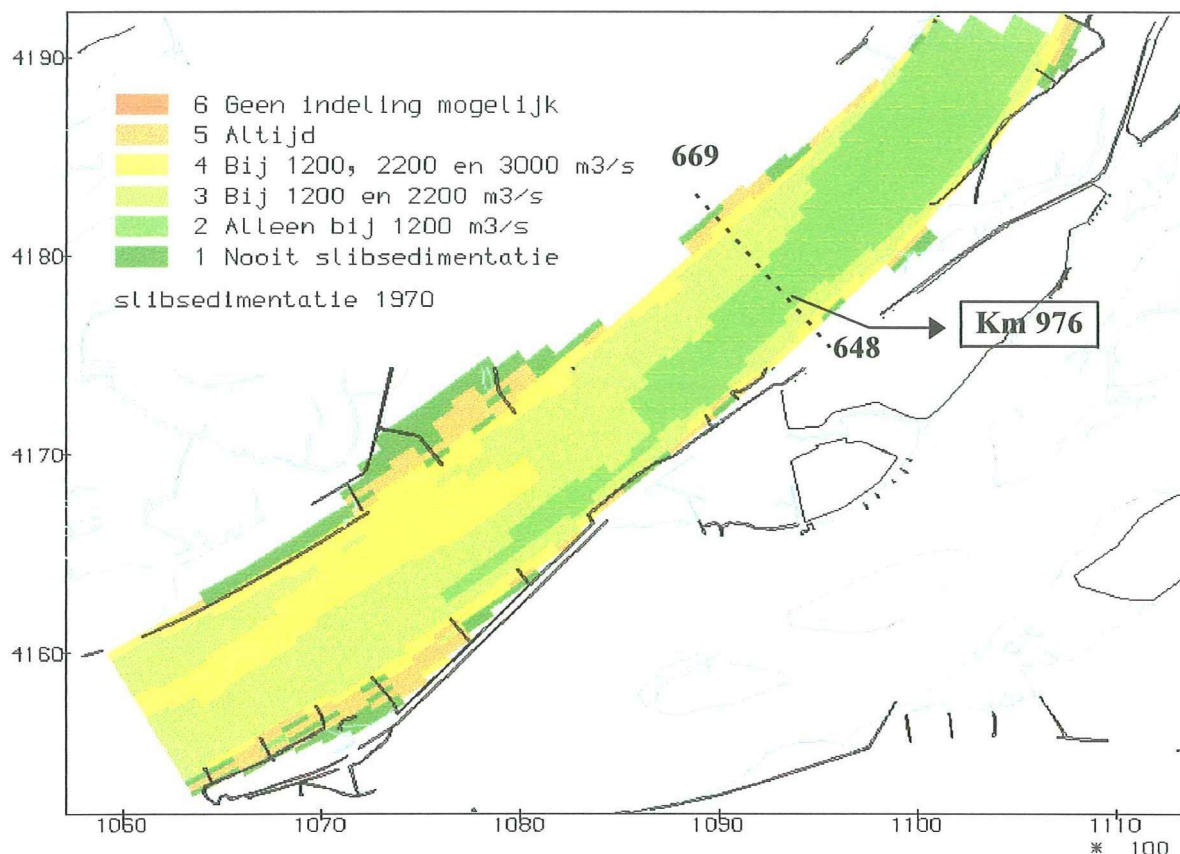 4190
6 Geen indeling mogelijk
5 Altijd
4 Bij 1200, 2200 en 3000 m3/s
3 Bij 1200 en 2200 m3/s
2 Alleen bij 1200 m3/s
1 Nooit slibsedimentatie
slibsedimentatie 1970
669
4180
Km 976
648
4170
4160
1060
1070
1080
1090
1100
1110
* 100